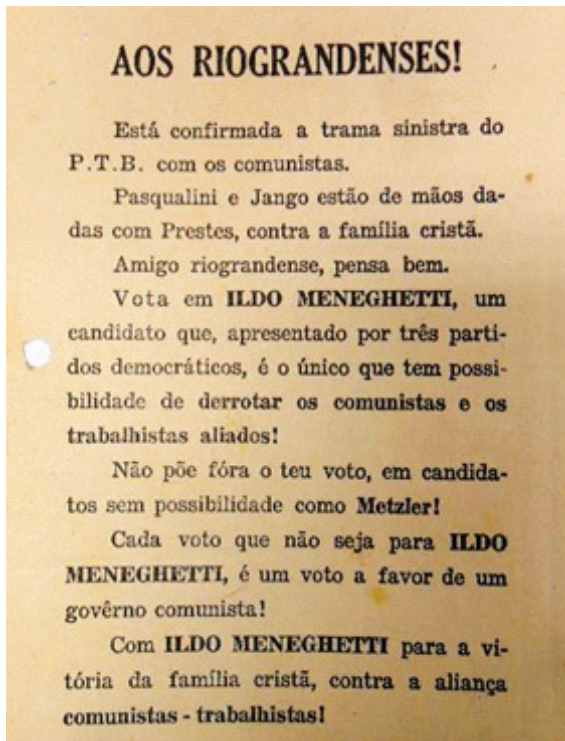 AOS RIOGRANDENSES!
Está confirmada a trama sinistra do
P.T.B. com os comunistas.
Pasqualini e Jango estão de mãos da-
das com Prestes, contra a família cristã.
Amigo riograndense, pensa bem.
Vota em ILDO MENEGHETTI, um
candidato que, apresentado por três parti-
dos democráticos, é o único que tem possi-
bilidade de derrotar os comunistas e os
trabalhistas aliados!
Não põe fóra o teu voto, em candida-
tos sem possibilidade como Metzler!
Cada voto que não seja para ILDO
MENEGHETTI, é um voto a favor de um
govêrno comunista!
Com ILDO MENEGHETTI para a vi-
tória da família cristã, contra a aliança
comunistas - trabalhistas!